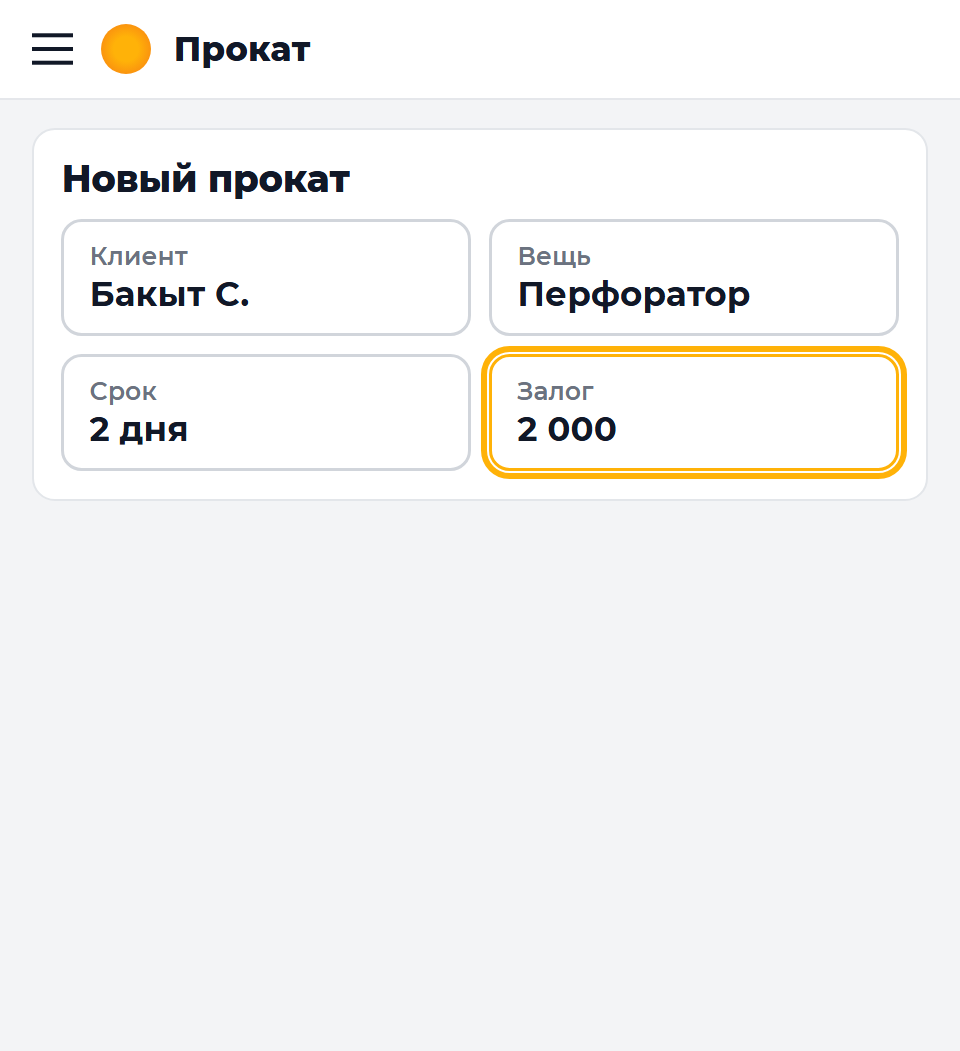 Прокат
Новый прокат
Клиент
Бакыт С.
Вещь
Перфоратор
Срок
2 дня
Залог
2 000